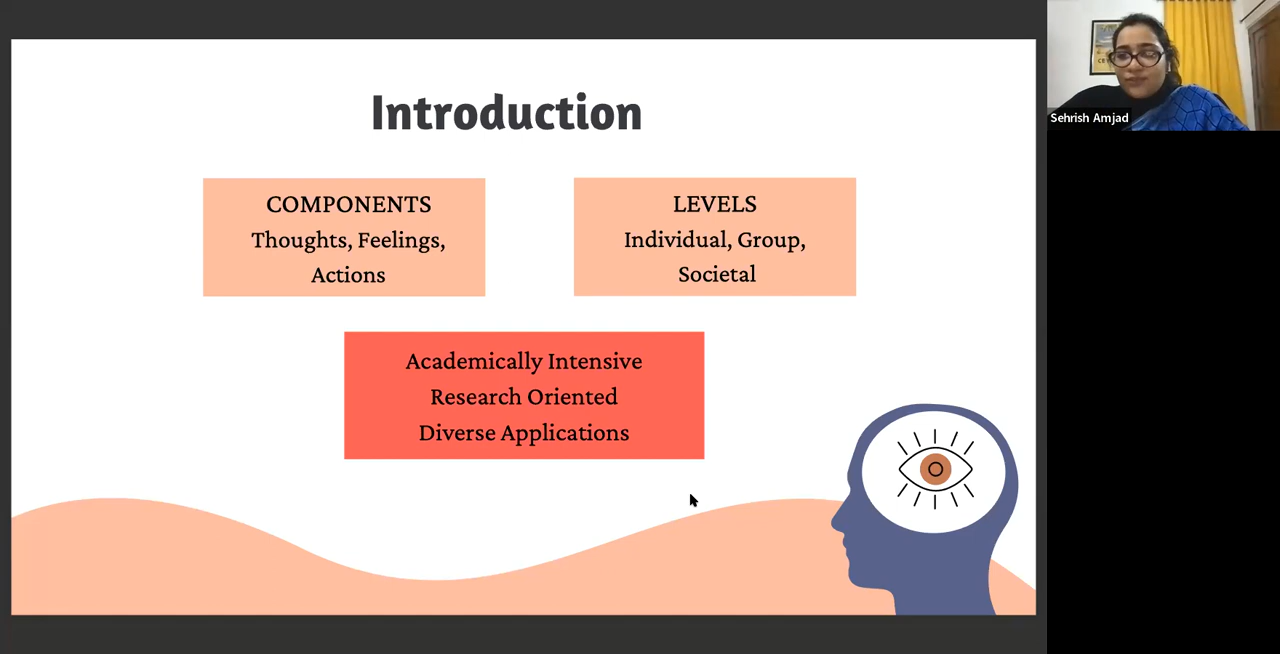 Introduction
COMPONENTS
Thoughts, Feelings,
Actions
LEVELS
Individual, Group,
Societal
Academically Intensive
Research Oriented
Diverse Applications
Sehrish Amjad